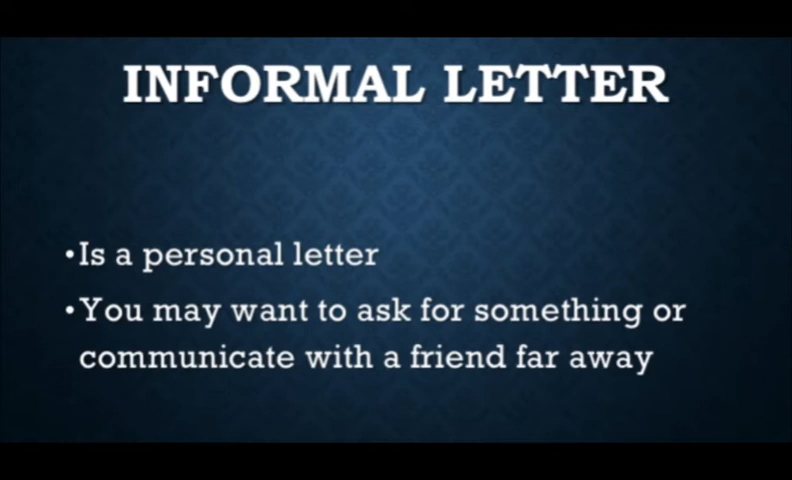 INFORMAL LETTER
•Is a personal letter
•You may want to ask for something or
communicate with a friend far away